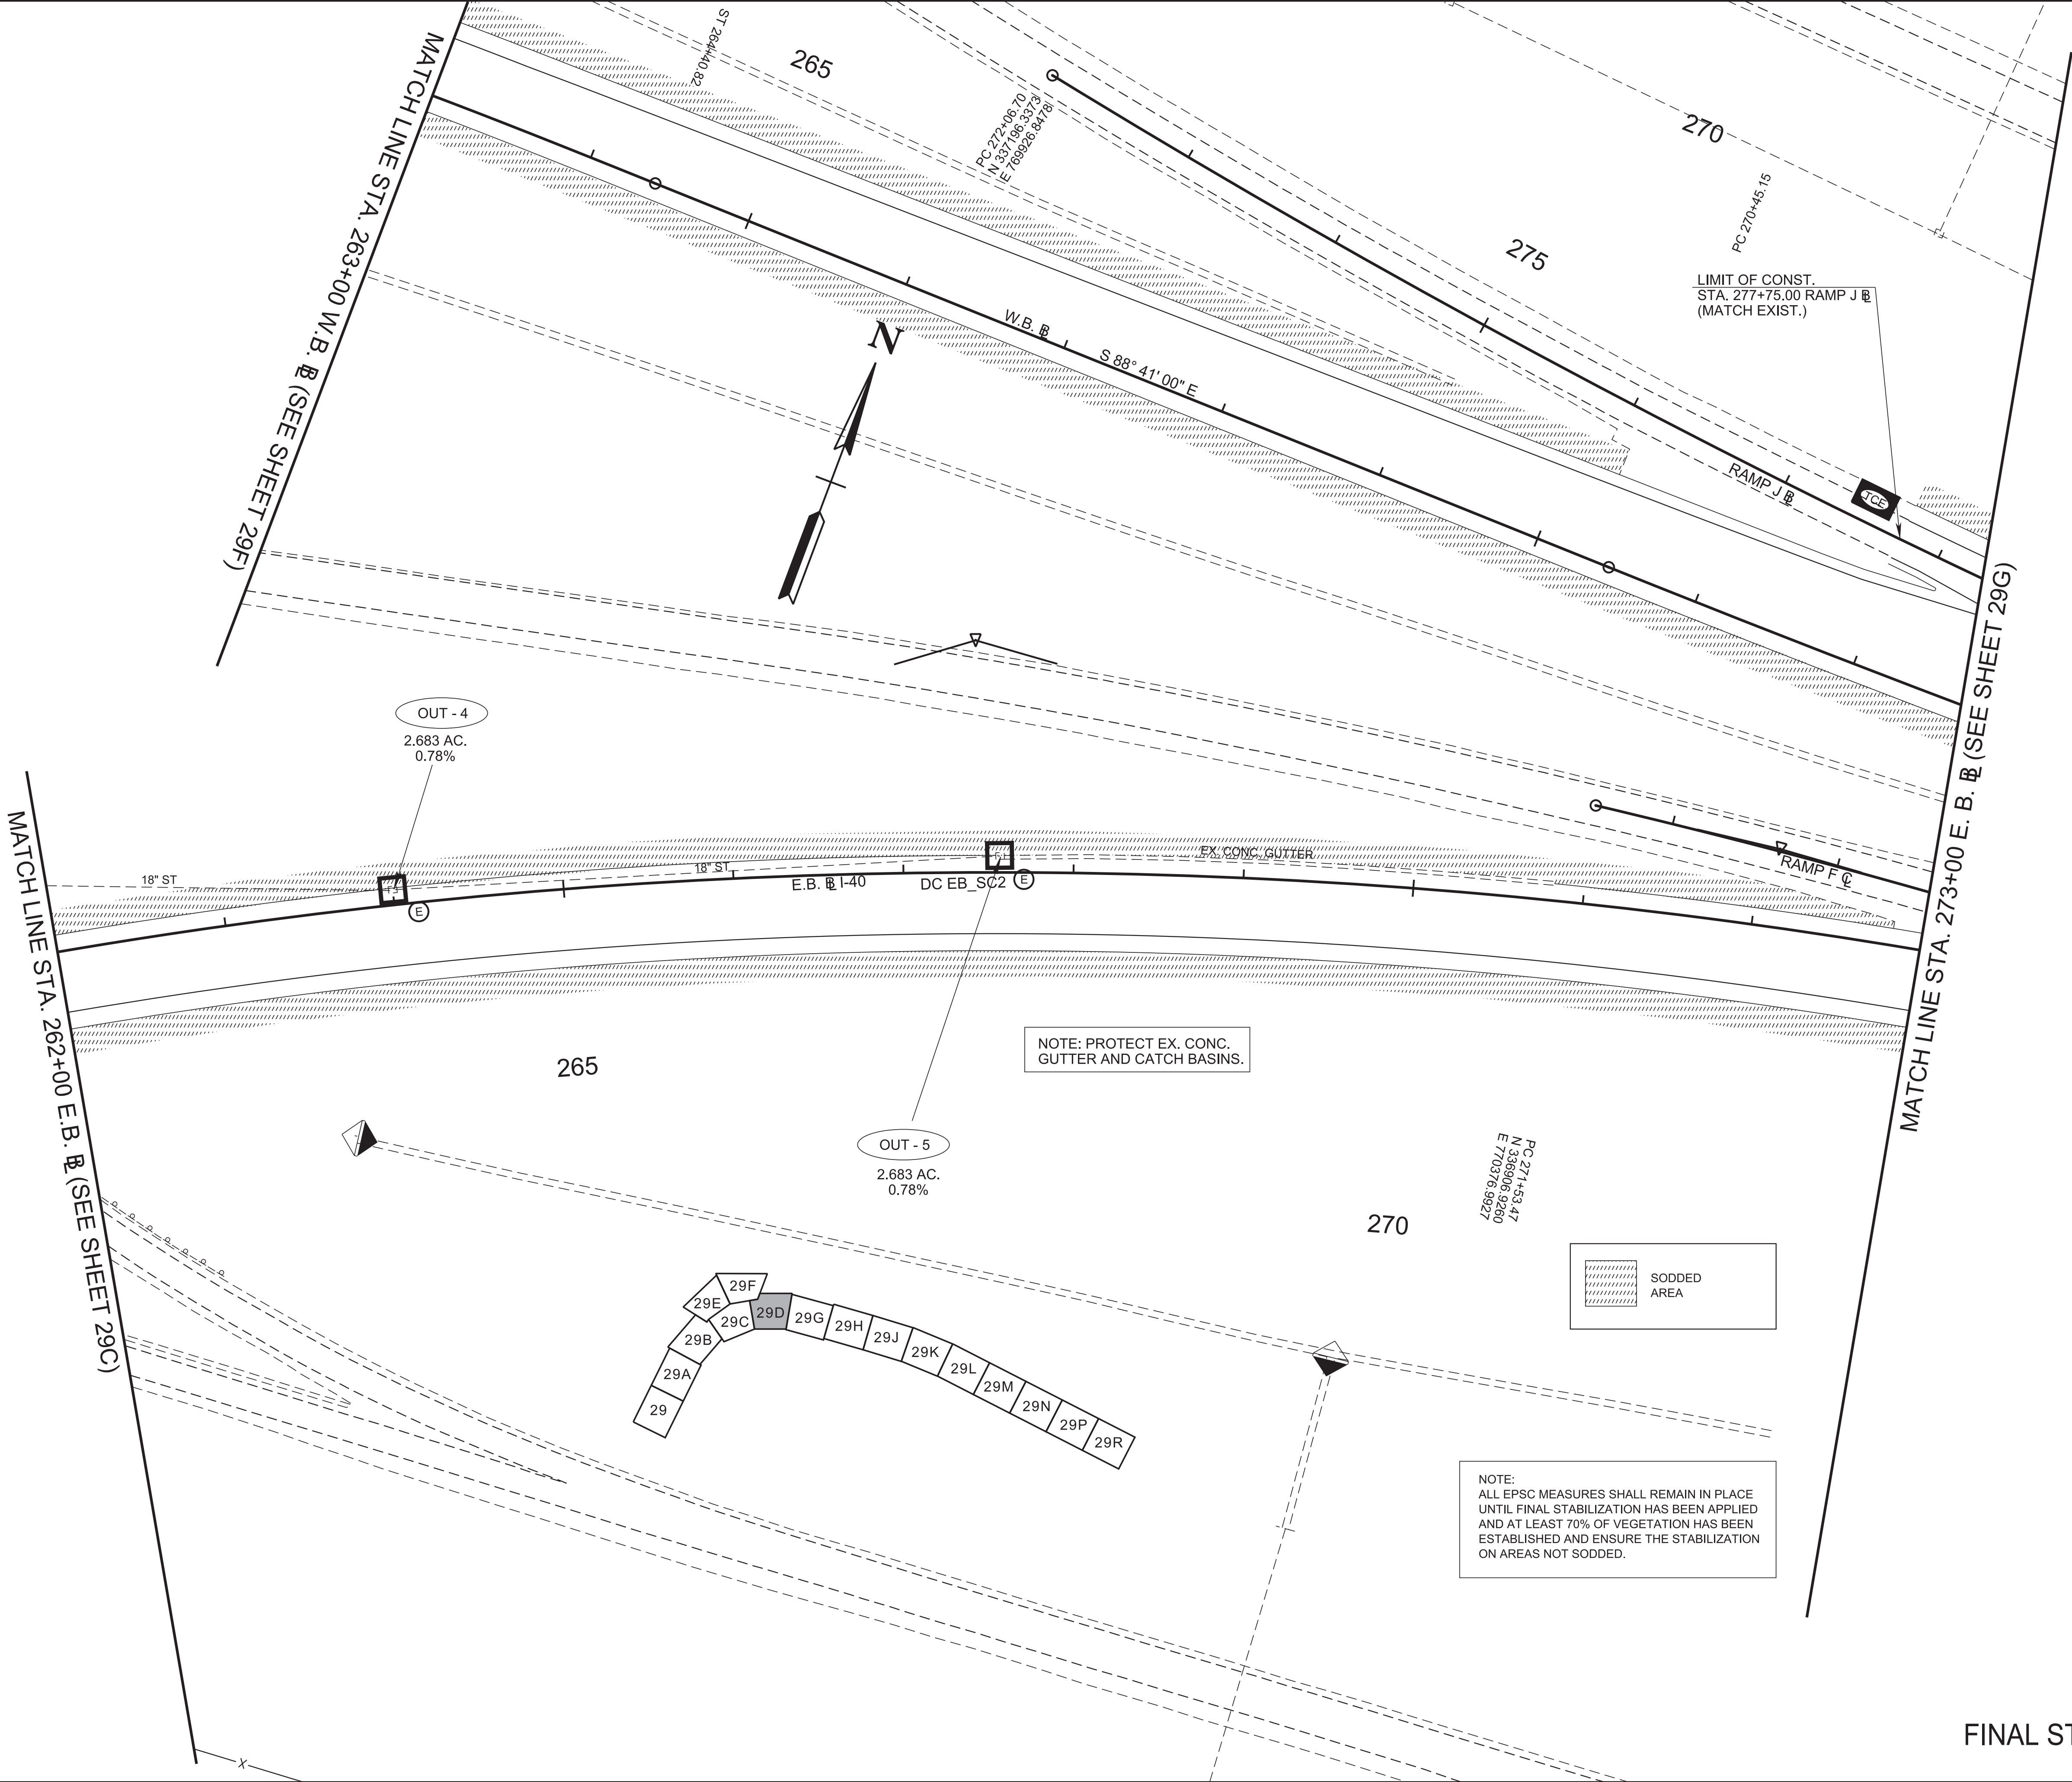 MATCH LINE STA. 263+00 W.B. BL (SEE SHEET 29F)
ST 264+40.82
265
PC 272+06.70
N 337196.3373
E 769926.8478
270
PC 270+45.15
275
LIMIT OF CONST.
STA. 277+75.00 RAMP J BL
(MATCH EXIST.)
N
W.B. BL
S 88° 41' 00" E
RAMP J BL
TCE
MATCH LINE STA. 273+00 E. B. BL (SEE SHEET 29G)
OUT - 4
2.683 AC.
0.78%
18" ST
E
18" ST
E.B. BL I-40
DC EB_SC2
E
EX. CONC. GUTTER
RAMP F CL
MATCH LINE STA. 262+00 E.B. BL (SEE SHEET 29C)
NOTE: PROTECT EX. CONC.
GUTTER AND CATCH BASINS.
265
OUT - 5
2.683 AC.
0.78%
PC 271+53.47
N 336906.9260
E 770376.9927
270
SODDED
AREA
29F
29E
29D
29C
29G
29B
29H
29J
29K
29A
29L
29M
29
29N
29P
29R
NOTE:
ALL EPSC MEASURES SHALL REMAIN IN PLACE
UNTIL FINAL STABILIZATION HAS BEEN APPLIED
AND AT LEAST 70% OF VEGETATION HAS BEEN
ESTABLISHED AND ENSURE THE STABILIZATION
ON AREAS NOT SODDED.
FINAL ST
X